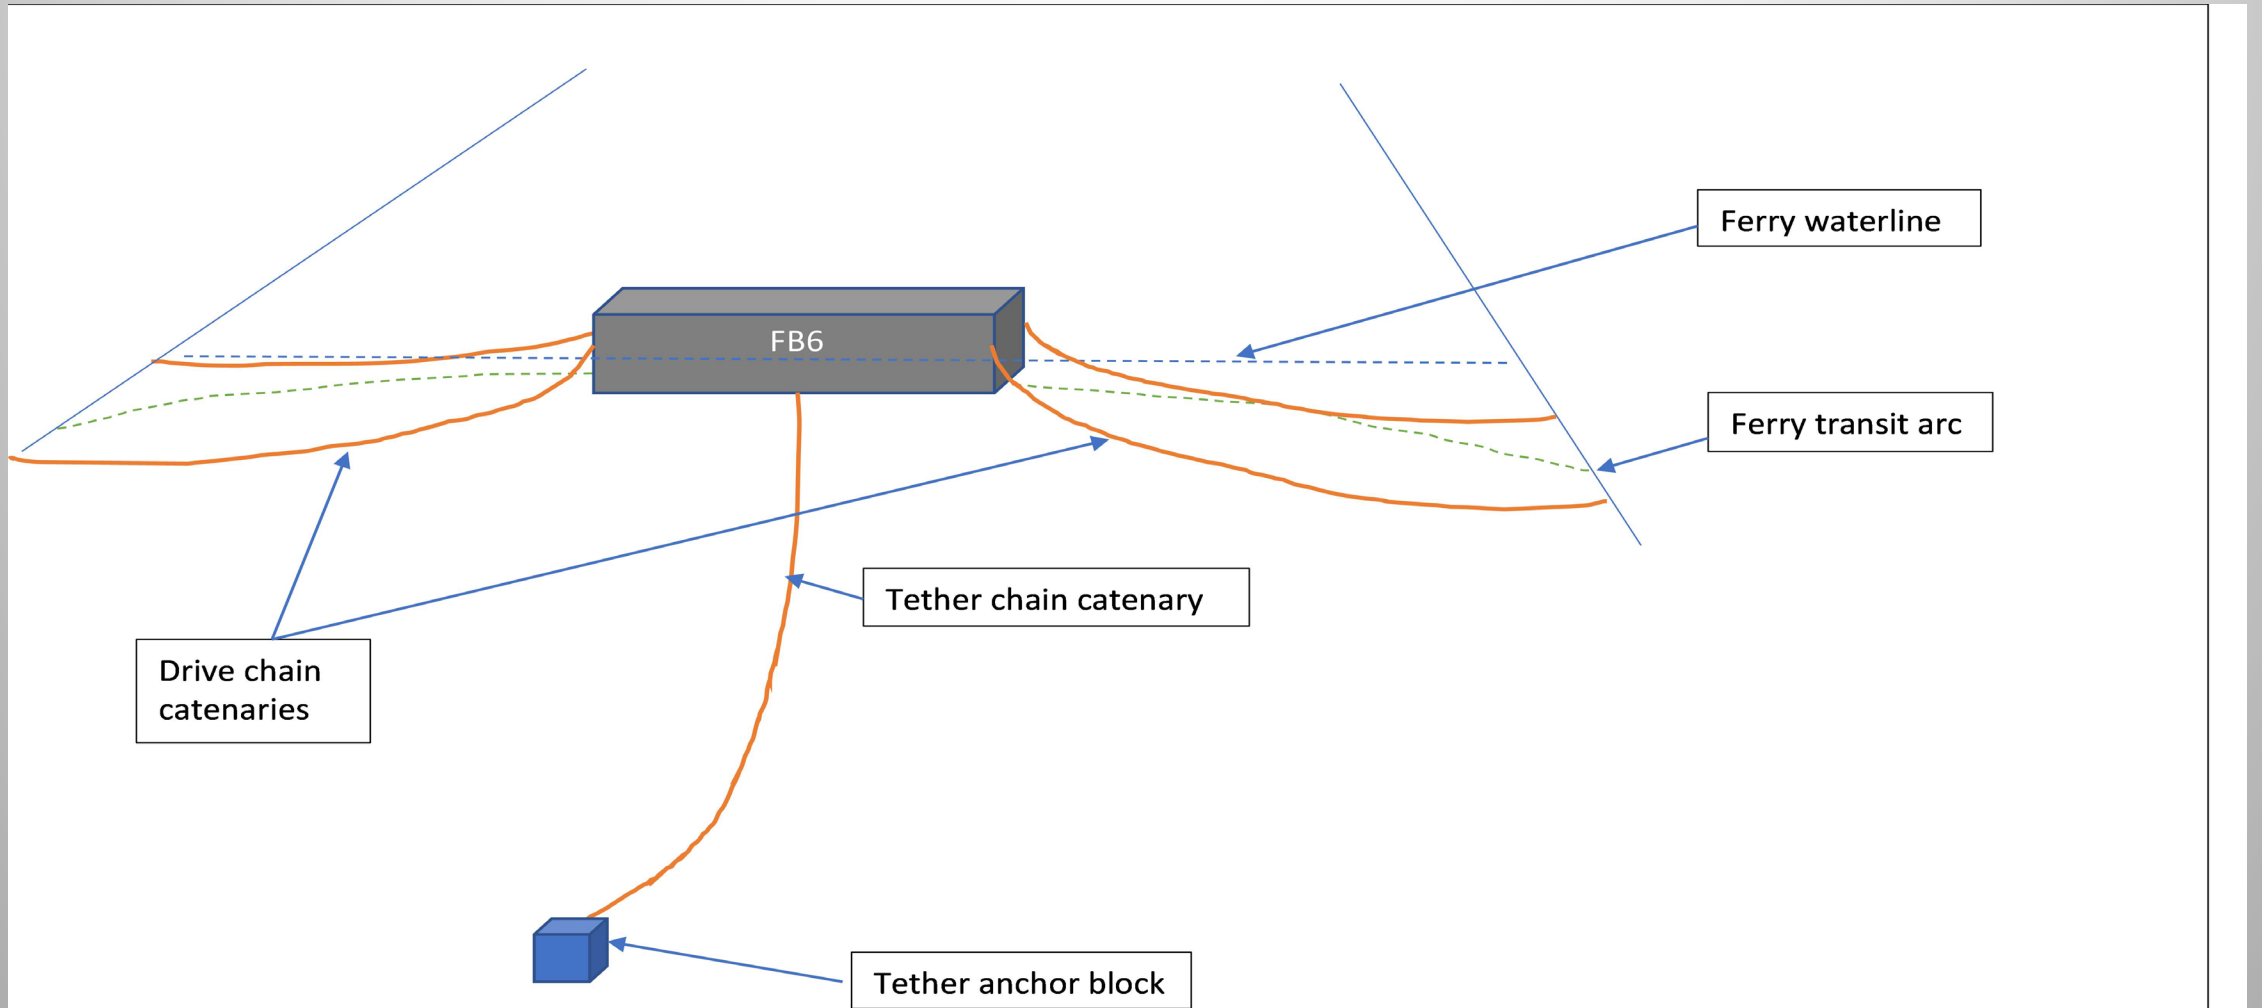 Ferry waterline
FB6
Ferry transit arc
Tether chain catenary
Drive chain
catenaries
Tether anchor block